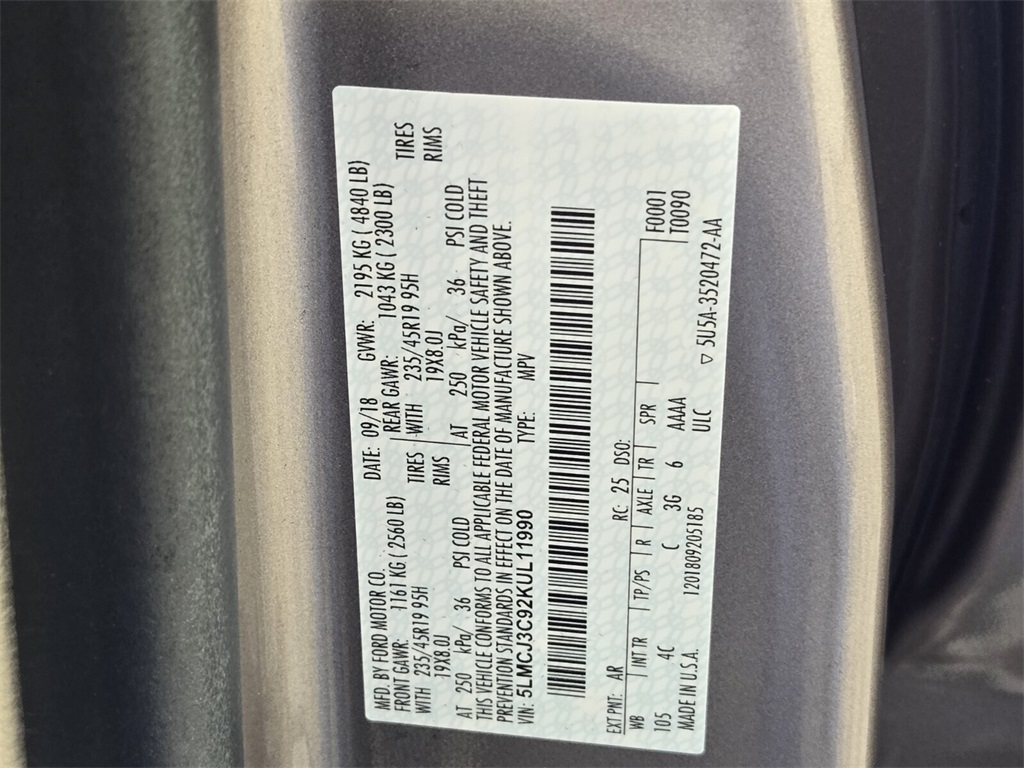 MFD. BY FORD MOTOR CO. DATE: 09/18 GVWR: 2195 KG ( 4840 LB)
FRONT GAWR: 1161 KG ( 2560 LB) REAR GAWR: 1043 KG ( 2300 LB)
WITH 235/45R19 95H TIRES WITH 235/45R19 95H TIRES
19X8.0J RIMS 19X8.0J RIMS
AT 250 kPa/ 36 PSI COLD AT 250 kPa/ 36 PSI COLD
THIS VEHICLE CONFORMS TO ALL APPLICABLE FEDERAL MOTOR VEHICLE SAFETY AND THEFT
PREVENTION STANDARDS IN EFFECT ON THE DATE OF MANUFACTURE SHOWN ABOVE.
VIN: 5LMCJ3C92KUL11990 TYPE: MPV
EXT PNT: AR RC: 25 DSO:
WB INT TR TP/PS R AXLE TR SPR F0001
105 4C C 3G 6 AAAA T0090
MADE IN U.S.A. 12018092​05185 ULC
▽ 5U5A-3520472-AA